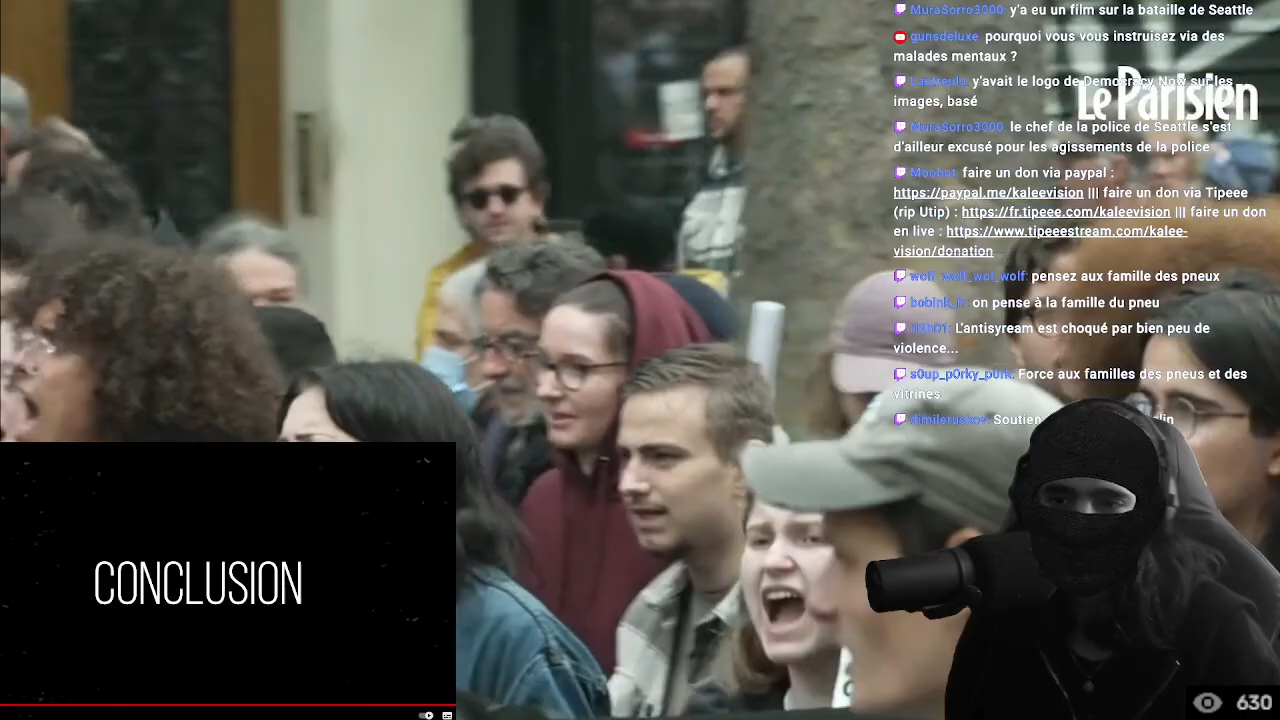 MuraSorro3000 y'a eu un film sur la bataille de Seattle
gunsdeluxe pourquoi vous vous instruisez via des
malades mentaux ?
y'avait le logo de Democracy Now sur les
images, basé
Le Parisien
MuraSorro3000 le chef de la police de Seattle s'est
d'ailleur excusé pour les agissements de la police
Moobot faire un don via paypal :
https://paypal.me/kaleevision ||| faire un don via Tipeee
(rip Utip) : https://fr.tipeee.com/kaleevision ||| faire un don
en live : https://www.tipeeestream.com/kalee-
vision/donation
wolf_wolf_wol_wolf: pensez aux famille des pneux
on pense à la famille du pneu
L'antisyream est choqué par bien peu de
violence...
s0up_p0rky_p0rk: Force aux familles des pneus et des
vitrines
Soutien
CONCLUSION
630